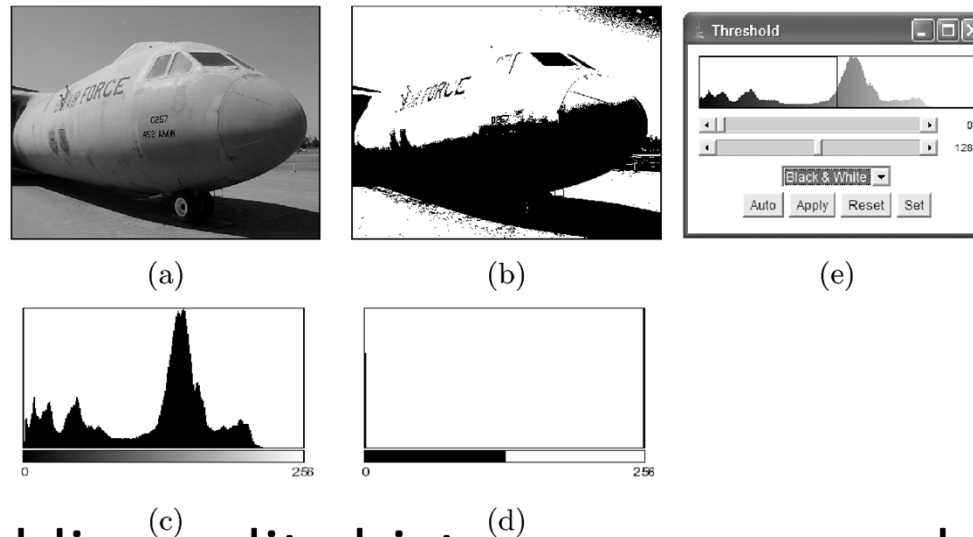 AIR FORCE
0257
452 AMW
FORCE
0257
Threshold
0
128
Black & White
Auto Apply Reset Set
(a) (b) (e)
0 256 0 256
(c) (d)